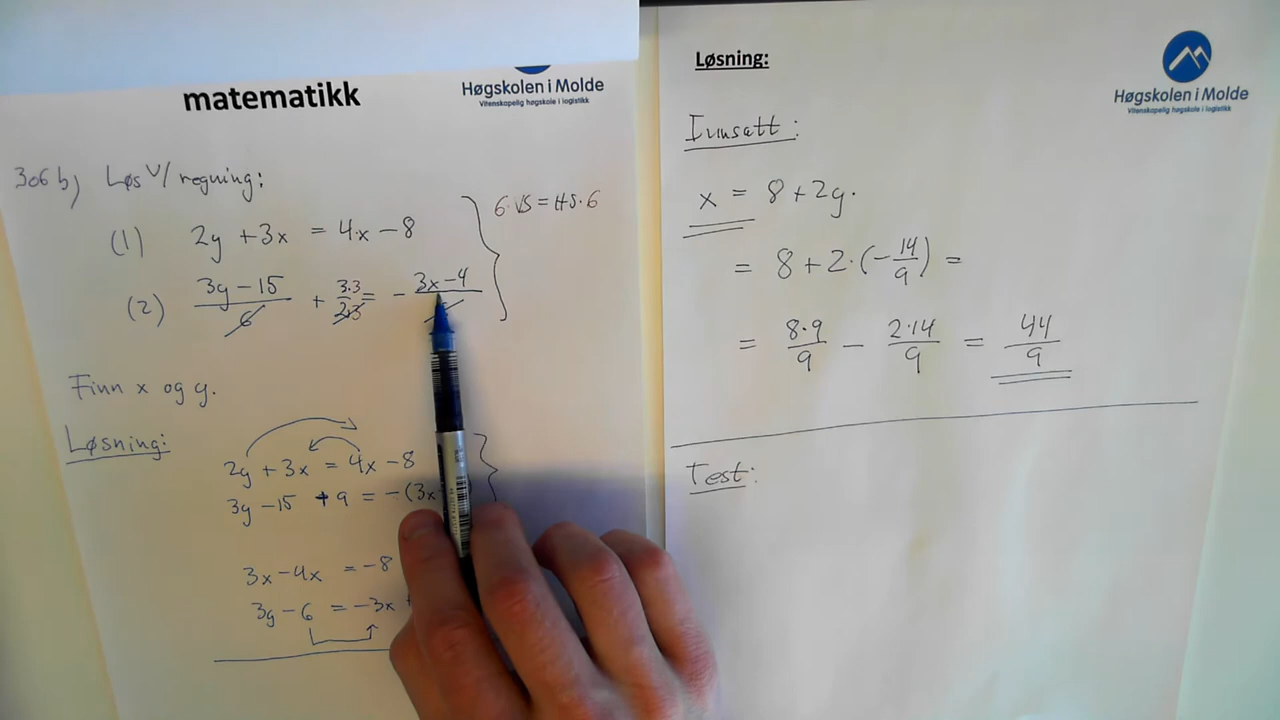 matematikk
Høgskolen i Molde
Vitenskapelig høgskole i logistikk
306 b) Løs v/ regning:
(1) 2y + 3x = 4x - 8
6·VS = HS·6
(2) (3y - 15)/6 + (3·3)/(2·3) = - (3x - 4)/
Finn x og y.
Løsning:
2y + 3x = 4x - 8
3y - 15 + 9 = -(3x
3x - 4x = -8
3y - 6 = -3x
Løsning:
Høgskolen i Molde
Vitenskapelig høgskole i logistikk
Innsatt:
x = 8 + 2y.
= 8 + 2·(-14/9) =
= 8·9/9 - 2·14/9 = 44/9
Test: